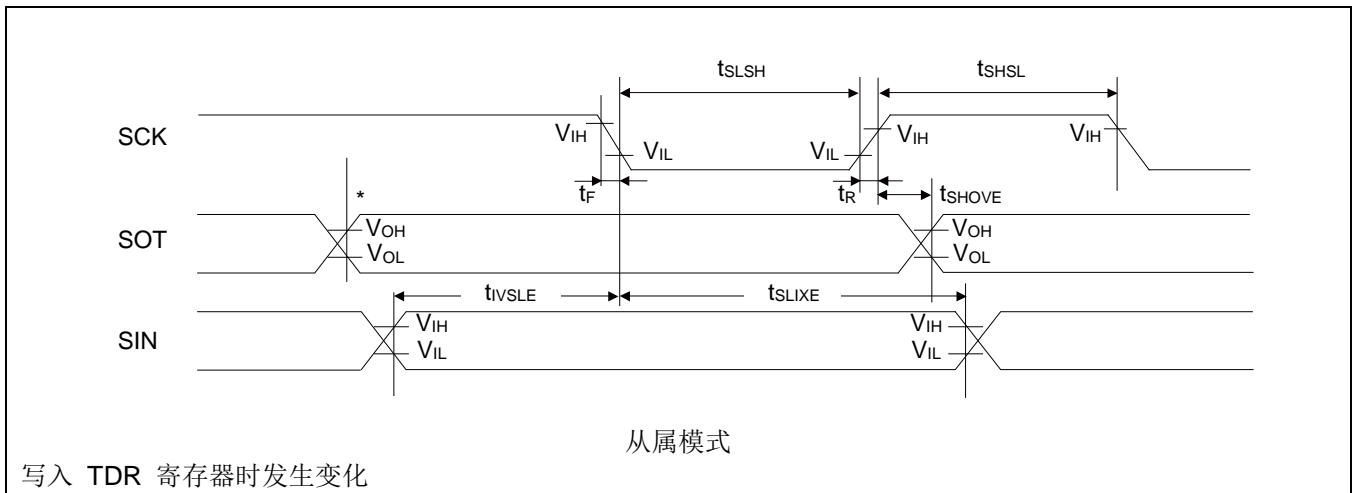 tSLSH tSHSL
SCK VIH VIL VIL VIH VIH
tF tR tSHOVE
*
SOT VOH VOH
VOL VOL
tIVSLE tSLIXE
SIN VIH VIH
VIL VIL
从属模式
写入 TDR 寄存器时发生变化